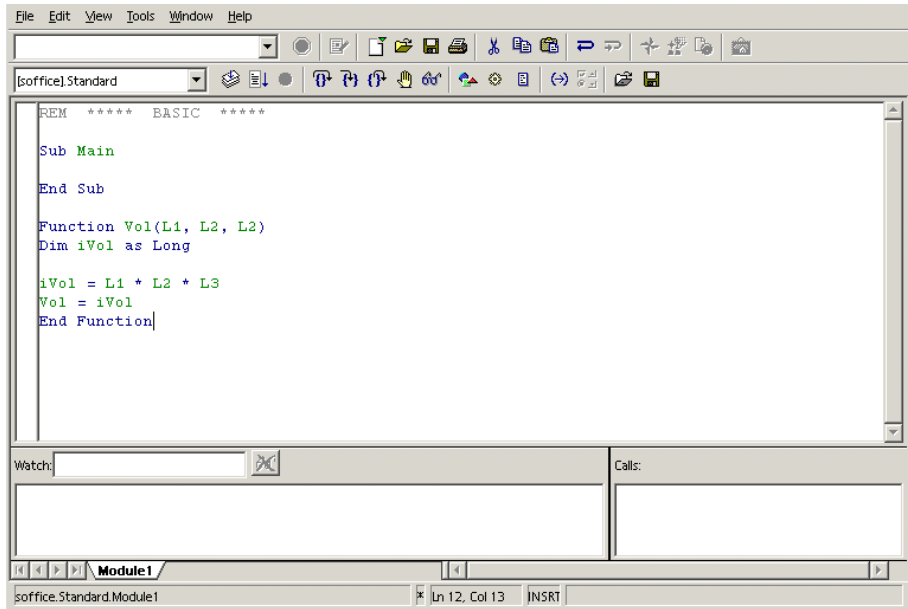 File Edit View Tools Window Help
[soffice].Standard
REM ***** BASIC *****
Sub Main
End Sub
Function Vol(L1, L2, L2)
Dim iVol as Long
iVol = L1 * L2 * L3
Vol = iVol
End Function
Watch:
Calls:
Module1
soffice.Standard.Module1 * Ln 12, Col 13 INSRT